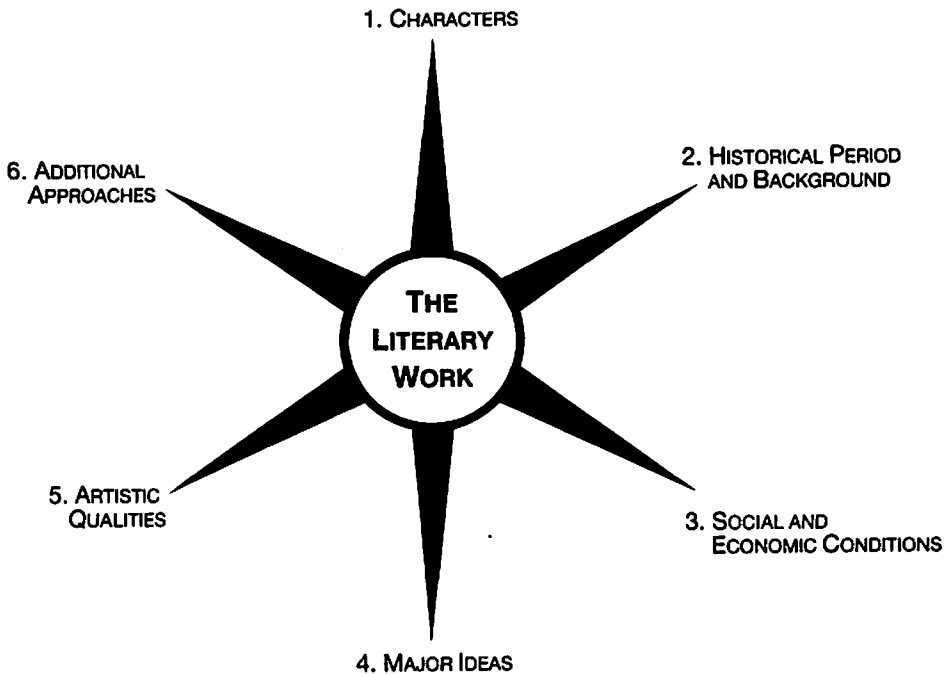 1. CHARACTERS
2. HISTORICAL PERIOD
AND BACKGROUND
3. SOCIAL AND
ECONOMIC CONDITIONS
4. MAJOR IDEAS
5. ARTISTIC
QUALITIES
6. ADDITIONAL
APPROACHES
THE
LITERARY
WORK